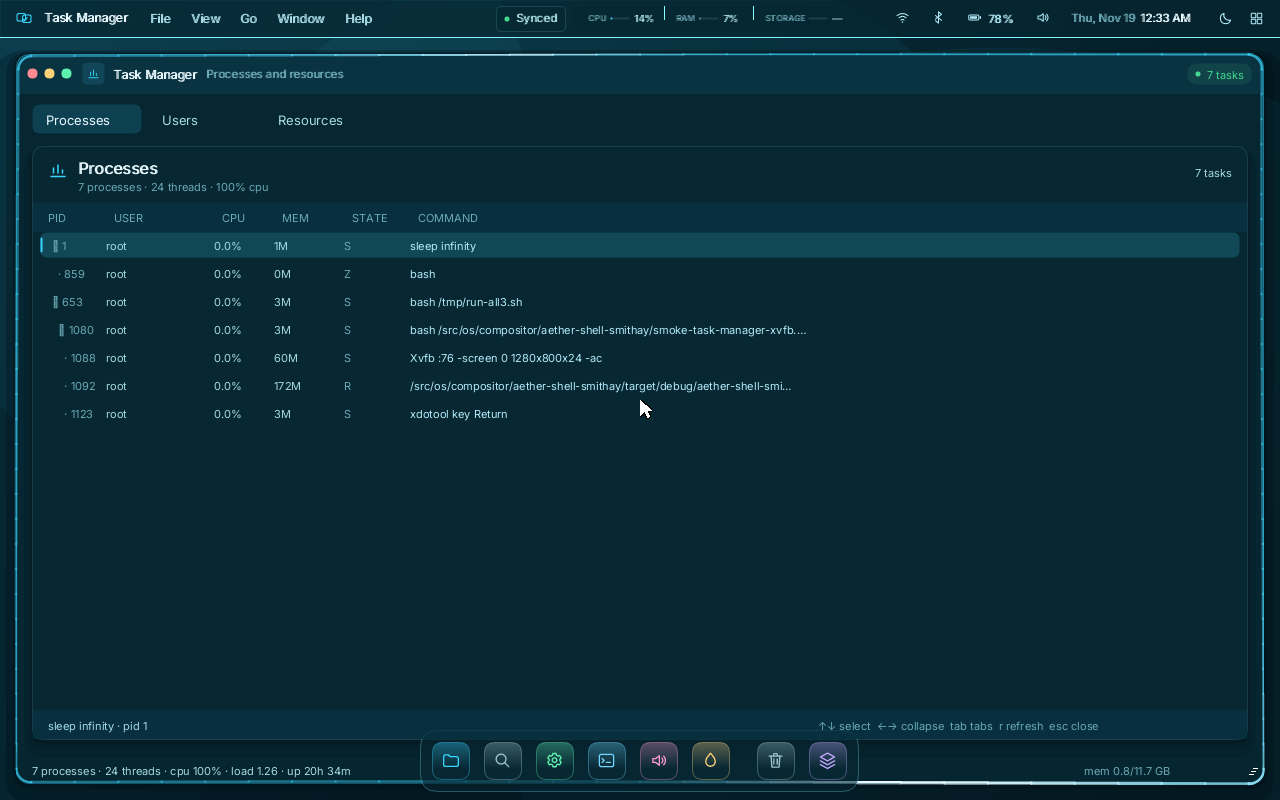 Task Manager File View Go Window Help Synced CPU 14% RAM 7% STORAGE — 78% Thu, Nov 19 12:33 AM
Task Manager Processes and resources 7 tasks
Processes Users Resources
Processes
7 processes · 24 threads · 100% cpu 7 tasks
PID USER CPU MEM STATE COMMAND
1 root 0.0% 1M S sleep infinity
· 859 root 0.0% 0M Z bash
653 root 0.0% 3M S bash /tmp/run-all3.sh
1080 root 0.0% 3M S bash /src/os/compositor/aether-shell-smithay/smoke-task-manager-xvfb....
· 1088 root 0.0% 60M S Xvfb :76 -screen 0 1280x800x24 -ac
· 1092 root 0.0% 172M R /src/os/compositor/aether-shell-smithay/target/debug/aether-shell-smi...
· 1123 root 0.0% 3M S xdotool key Return
sleep infinity · pid 1 ↑↓ select ←→ collapse tab tabs r refresh esc close
7 processes · 24 threads · cpu 100% · load 1.26 · up 20h 34m mem 0.8/11.7 GB